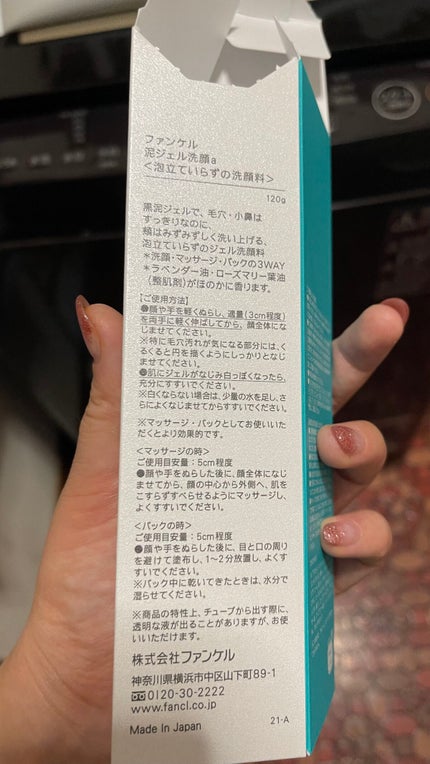 ファンケル
泥ジェル洗顔a
<泡立ていらずの洗顔料>
120g
黒泥ジェルで、毛穴・小鼻は
すっきりなのに、
頬はみずみずしく洗い上げる、
泡立ていらずのジェル洗顔料
*洗顔・マッサージ・パックの3WAY
*ラベンダー油・ローズマリー葉油
(整肌剤)がほのかに香ります。
【ご使用方法】
●顔や手を軽くぬらし、適量(3cm程度)
を両手に軽く伸ばしてから、顔全体にな
じませてください。
※特に毛穴汚れが気になる部分には、く
るくると円を描くようにしっかりとなじ
ませてください。
●肌にジェルがなじみ白っぽくなったら、
充分にすすいでください。
※白くならない場合は、少量の水を足し、さ
らによくなじませてからすすいでください。
※マッサージ・パックとしてお使いいた
だくとより効果的です。
<マッサージの時>
ご使用目安量:5cm程度
●顔や手をぬらした後に、顔全体になじ
ませてから、顔の中心から外側へ、肌を
こすらずすべらせるようにマッサージし、
よくすすいでください。
<パックの時>
ご使用目安量:5cm程度
●顔や手をぬらした後に、目と口の周り
を避けて塗布し、1~2分放置し、よくす
すいでください。
※パック中に乾いてきたときは、水分で
湿らせてください。
※商品の特性上、チューブから出す際に、
透明な液が出ることがありますが、お使
いいただけます。
株式会社ファンケル
神奈川県横浜市中区山下町89-1
0120-30-2222
www.fancl.co.jp
Made in Japan
21-A